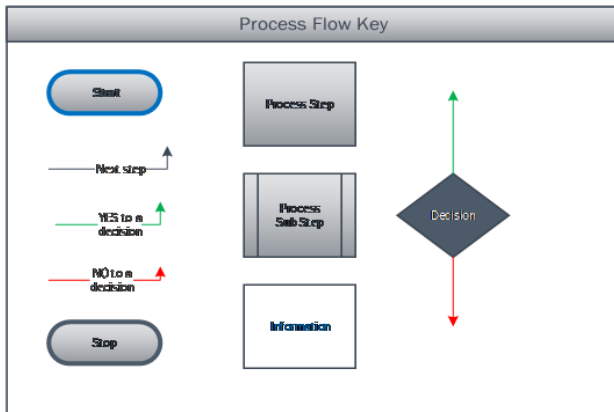 Process Flow Key
Start
Next step
YES to a
decision
NO to a
decision
Stop
Process Step
Process
Sub Step
Information
Decision